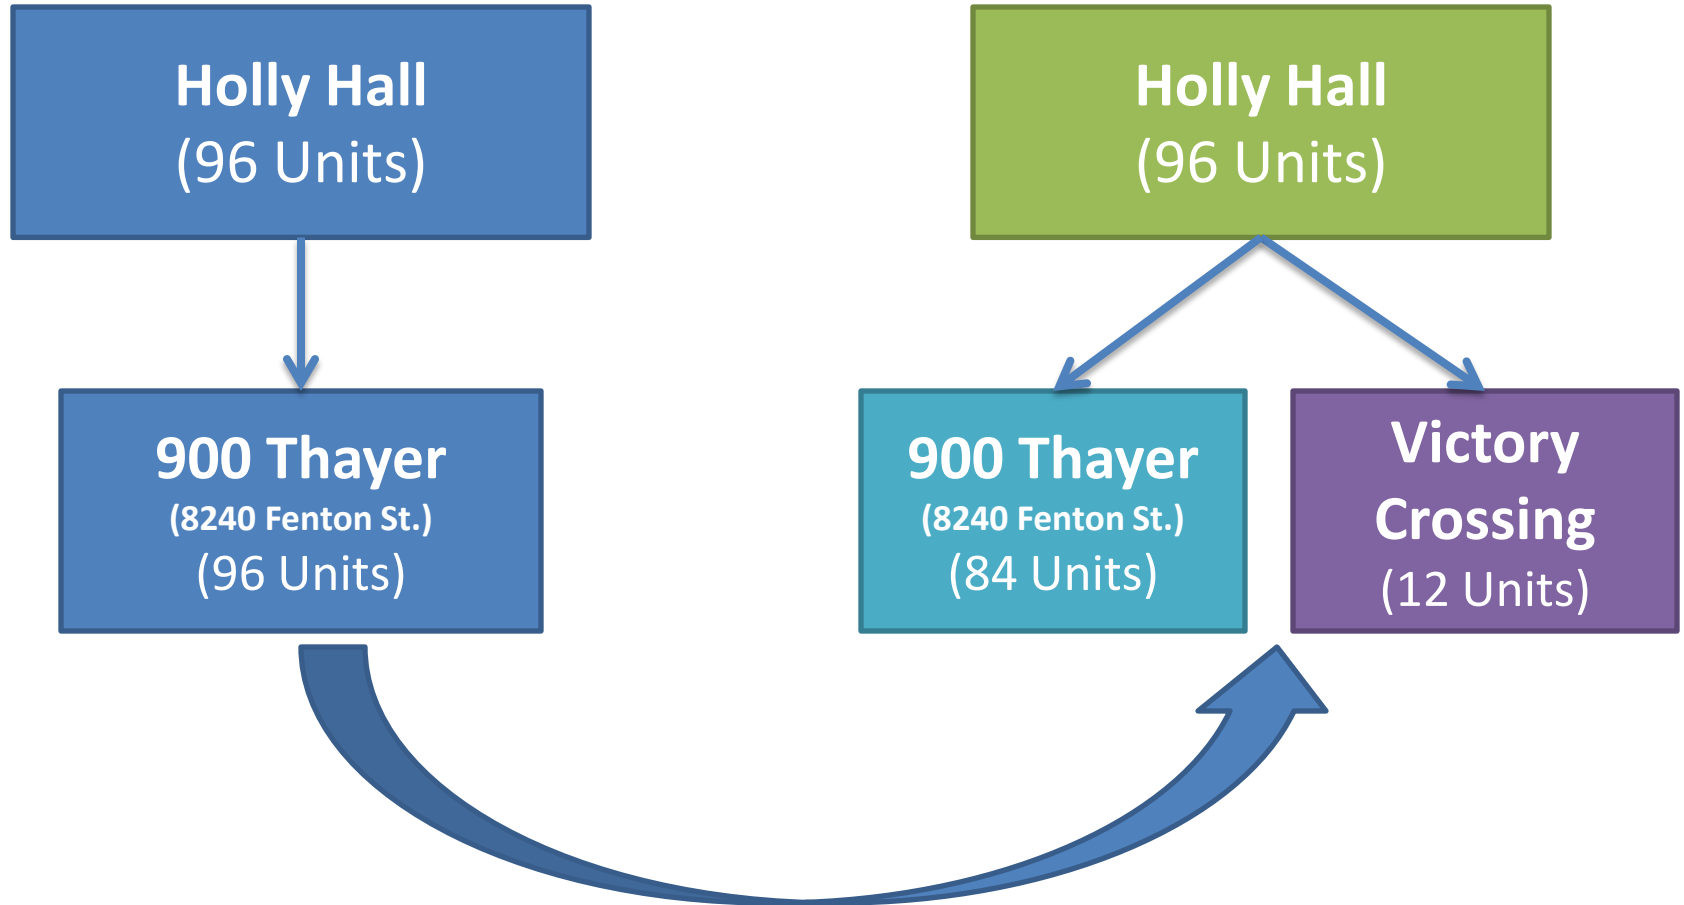 Holly Hall
(96 Units)
Holly Hall
(96 Units)
900 Thayer
(8240 Fenton St.)
(96 Units)
900 Thayer
(8240 Fenton St.)
(84 Units)
Victory
Crossing
(12 Units)